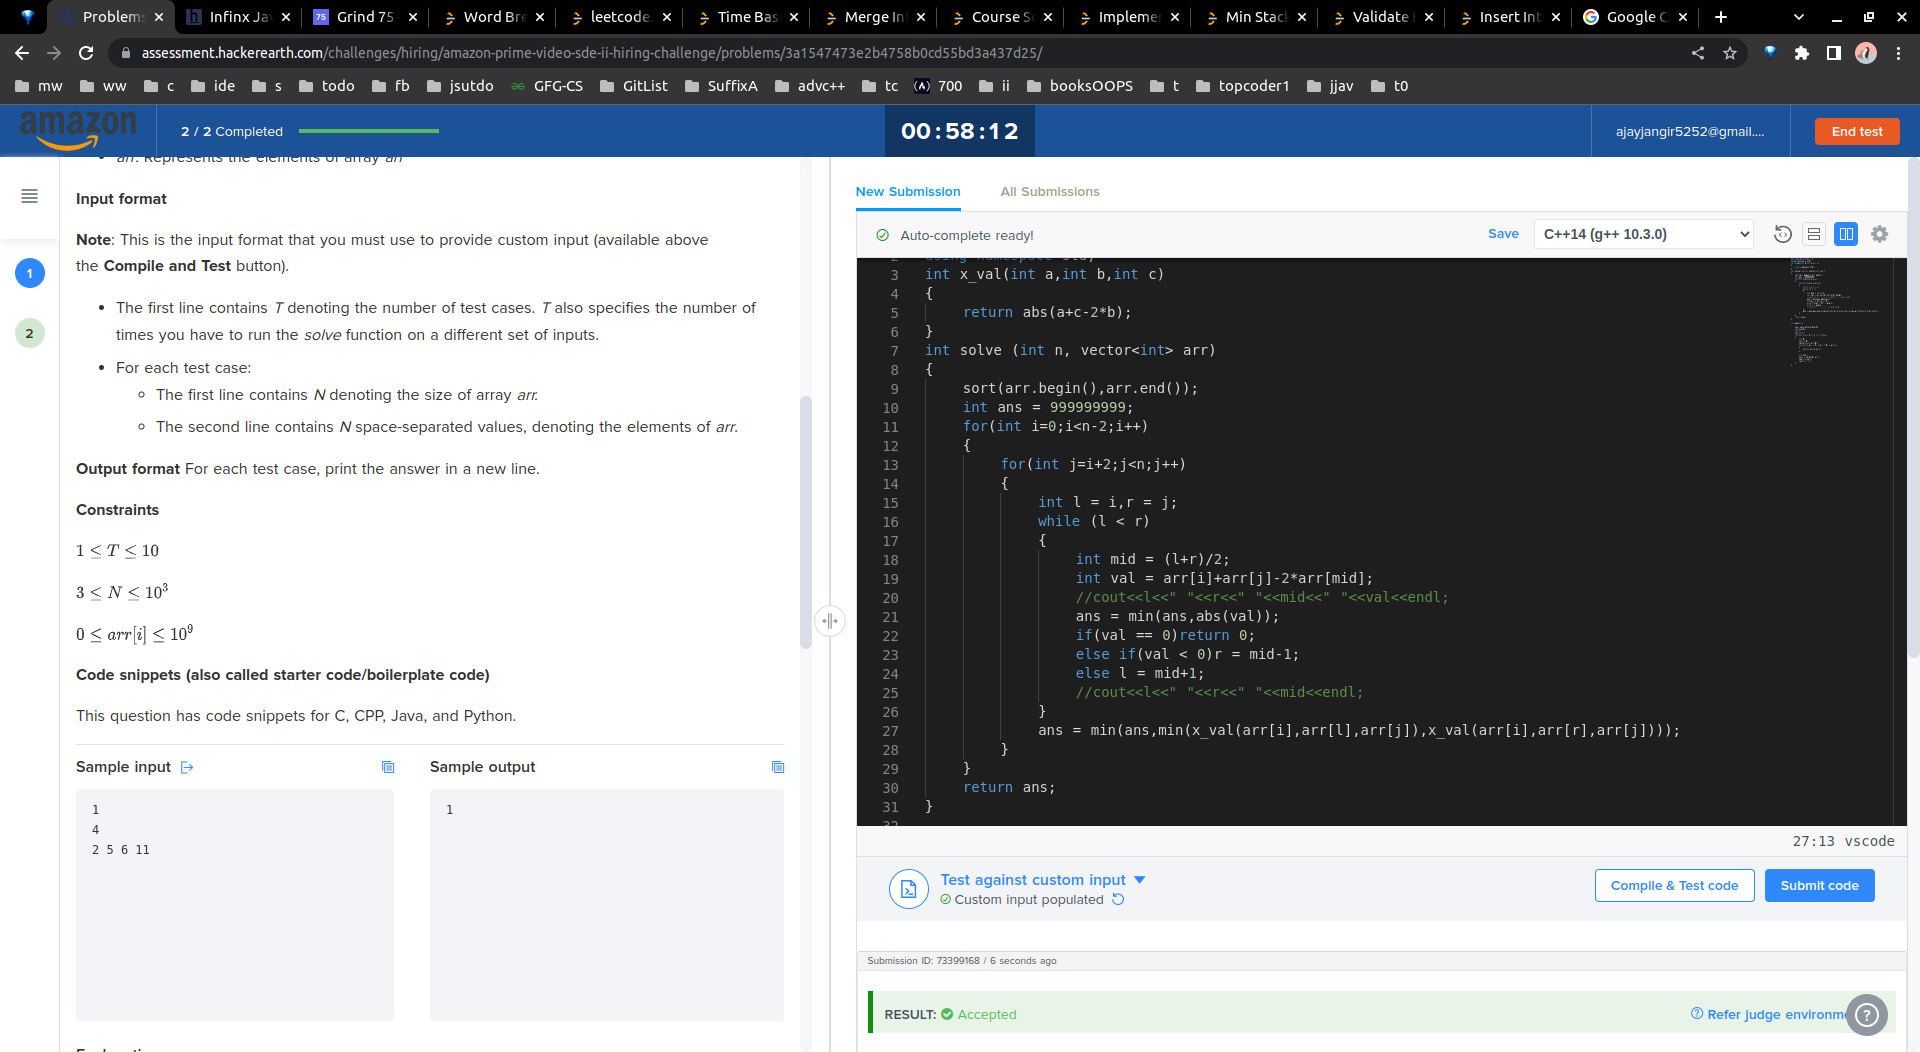 Problems
Infinx Ja
Grind 75
Word Bre
leetcode.
Time Bas
Merge In
Course S
Impleme
Min Stac
Validate
Insert Int
Google C
assessment.hackerearth.com/challenges/hiring/amazon-prime-video-sde-ii-hiring-challenge/problems/3a1547473e2b4758b0cd55bd3a437d25/
mw ww c ide s todo fb jsutdo GFG-CS GitList SuffixA advc++ tc 700 ii booksOOPS t topcoder1 jjav t0
amazon
2 / 2 Completed
00:58:12
ajayjangir5252@gmail....
End test
arr: Represents the elements of array arr
Input format
Note: This is the input format that you must use to provide custom input (available above
the Compile and Test button).
1
2
• The first line contains T denoting the number of test cases. T also specifies the number of
times you have to run the solve function on a different set of inputs.
• For each test case:
The first line contains N denoting the size of array arr.
The second line contains N space-separated values, denoting the elements of arr.
Output format For each test case, print the answer in a new line.
Constraints
1 ≤ T ≤ 10
3 ≤ N ≤ 10³
0 ≤ arr[i] ≤ 10⁹
Code snippets (also called starter code/boilerplate code)
This question has code snippets for C, CPP, Java, and Python.
Sample input
Sample output
1
4
2 5 6 11
1
New Submission
All Submissions
Auto-complete ready!
Save
C++14 (g++ 10.3.0)
2 using namespace std;
3 int x_val(int a,int b,int c)
4 {
5 return abs(a+c-2*b);
6 }
7 int solve (int n, vector<int> arr)
8 {
9 sort(arr.begin(),arr.end());
10 int ans = 999999999;
11 for(int i=0;i<n-2;i++)
12 {
13 for(int j=i+2;j<n;j++)
14 {
15 int l = i,r = j;
16 while (l < r)
17 {
18 int mid = (l+r)/2;
19 int val = arr[i]+arr[j]-2*arr[mid];
20 //cout<<l<<" "<<r<<" "<<mid<<" "<<val<<endl;
21 ans = min(ans,abs(val));
22 if(val == 0)return 0;
23 else if(val < 0)r = mid-1;
24 else l = mid+1;
25 //cout<<l<<" "<<r<<" "<<mid<<endl;
26 }
27 ans = min(ans,min(x_val(arr[i],arr[l],arr[j]),x_val(arr[i],arr[r],arr[j])));
28 }
29 }
30 return ans;
31 }
32
27:13 vscode
Test against custom input
Custom input populated
Compile & Test code
Submit code
Submission ID: 73399168 / 6 seconds ago
RESULT: Accepted
Refer judge environme
?